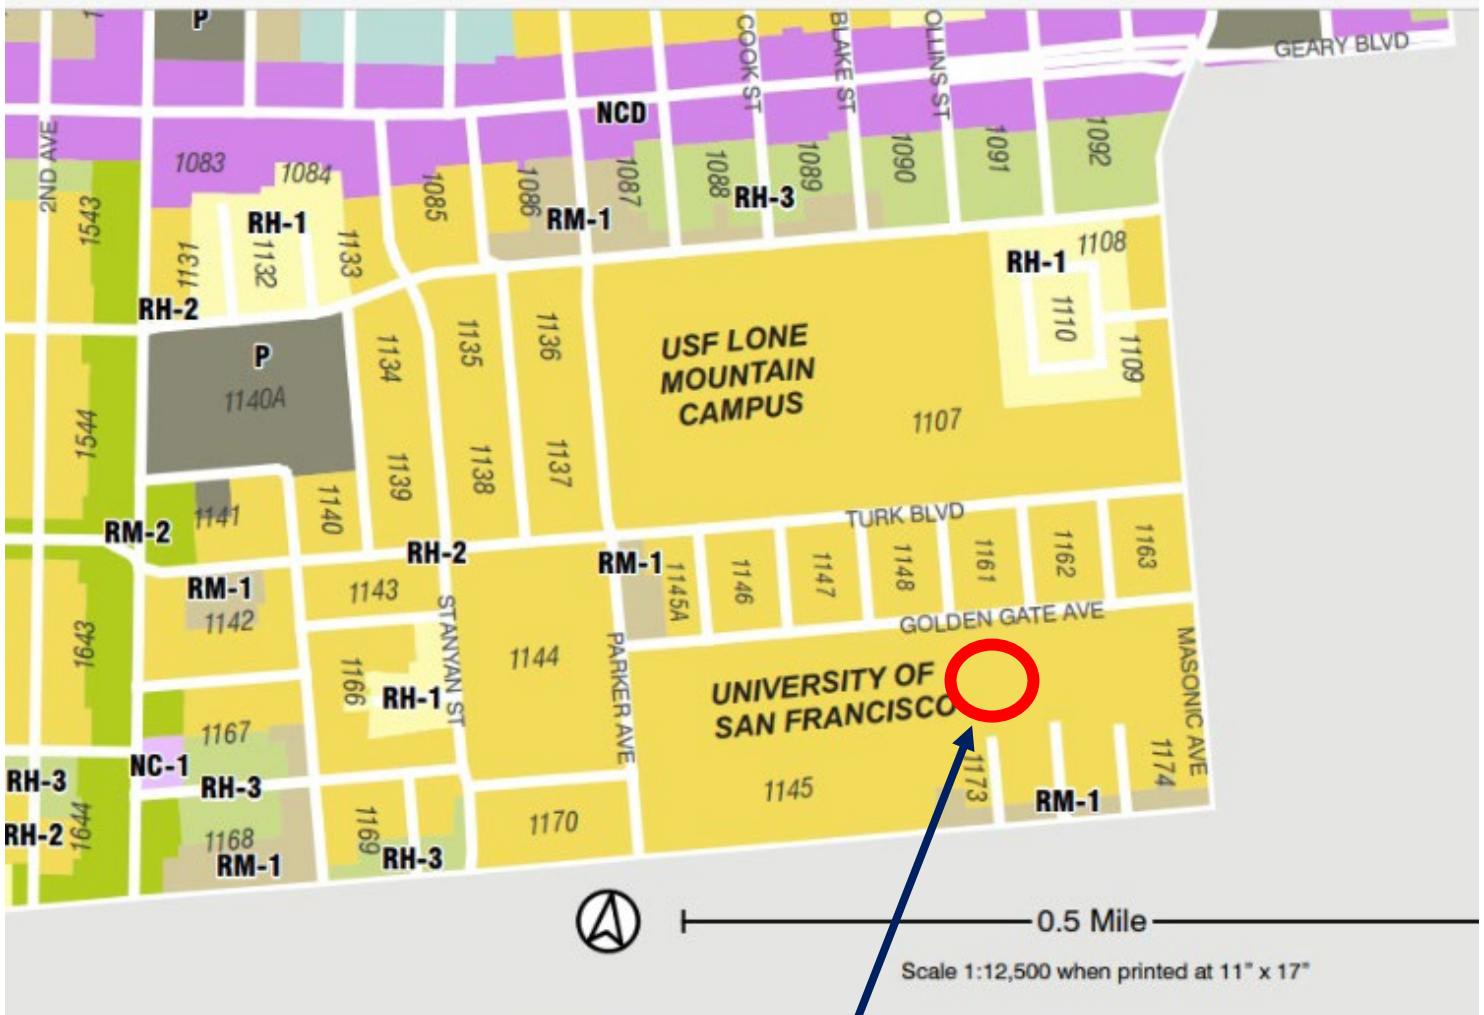 P
GEARY BLVD
COOK ST
BLAKE ST
OLLINS ST
NCD
2ND AVE
1083
1084
1085
1086
1087
1088
1089
1090
1091
1092
RM-1
RH-3
1543
1131
RH-1
1132
1133
RH-1
1108
RH-2
1110
1109
P
1140A
1134
1135
1136
USF LONE
MOUNTAIN
CAMPUS
1107
1544
1139
1138
1137
1141
1140
RM-2
RH-2
TURK BLVD
RM-1
1145A
1146
1147
1148
1161
1162
1163
RM-1
1142
1143
GOLDEN GATE AVE
1643
STANYAN ST
1144
PARKER AVE
MASONIC AVE
1166
RH-1
UNIVERSITY OF
SAN FRANCISCO
1167
NC-1
RH-3
RH-3
1145
1173
RM-1
1174
RH-2
1644
1168
RM-1
1169
RH-3
1170
0.5 Mile
Scale 1:12,500 when printed at 11" x 17"